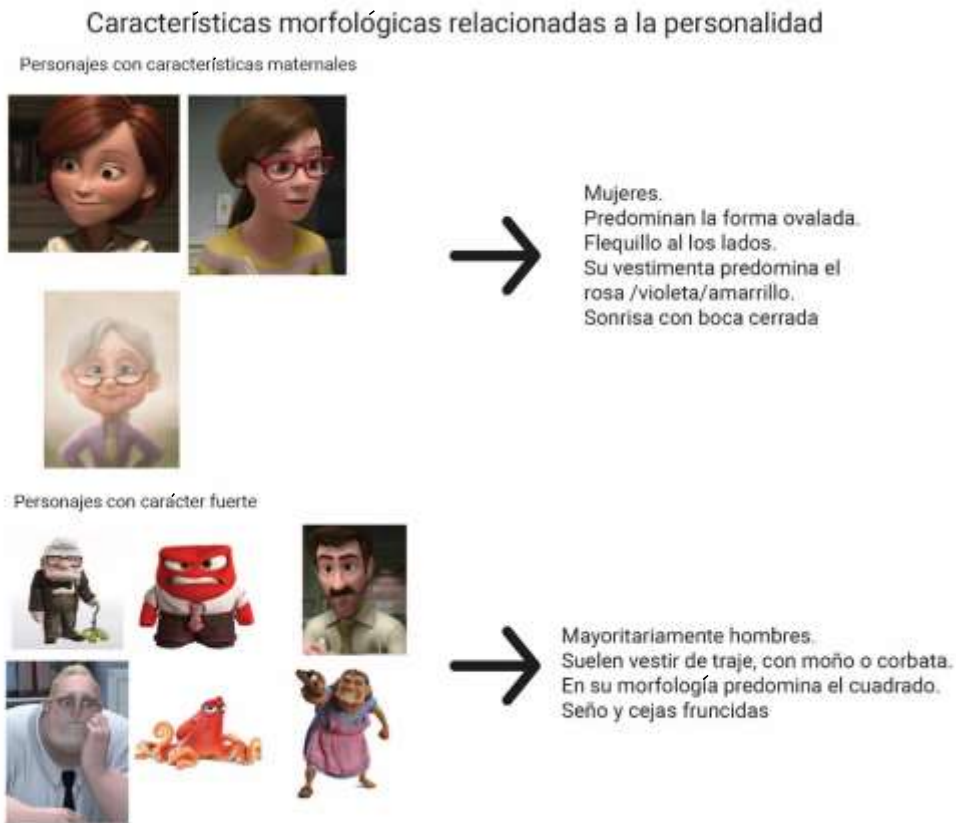 Características morfológicas relacionadas a la personalidad
Personajes con características maternales
Mujeres.
Predominan la forma ovalada.
Flequillo al los lados.
Su vestimenta predomina el
rosa /violeta/amarrillo.
Sonrisa con boca cerrada
Personajes con carácter fuerte
Mayoritariamente hombres.
Suelen vestir de traje, con moño o corbata.
En su morfología predomina el cuadrado.
Seño y cejas fruncidas